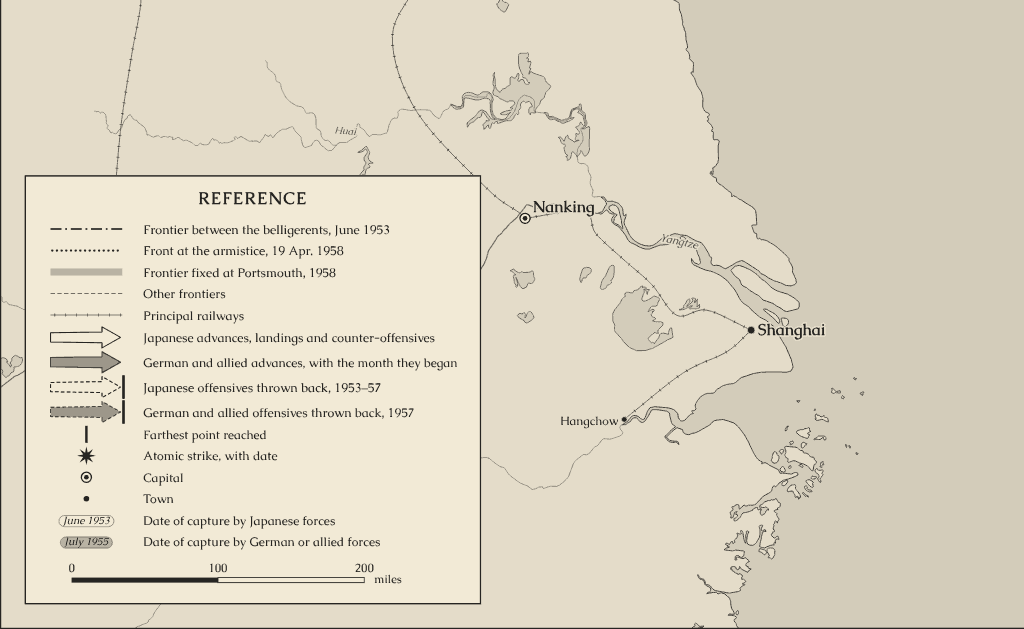 Huai
REFERENCE
Frontier between the belligerents, June 1953
Front at the armistice, 19 Apr. 1958
Frontier fixed at Portsmouth, 1958
Other frontiers
Principal railways
Japanese advances, landings and counter-offensives
German and allied advances, with the month they began
Japanese offensives thrown back, 1953–57
German and allied offensives thrown back, 1957
Farthest point reached
Atomic strike, with date
Capital
Town
June 1953 Date of capture by Japanese forces
July 1955 Date of capture by German or allied forces
0 100 200
miles
Nanking
Yangtze
Shanghai
Hangchow